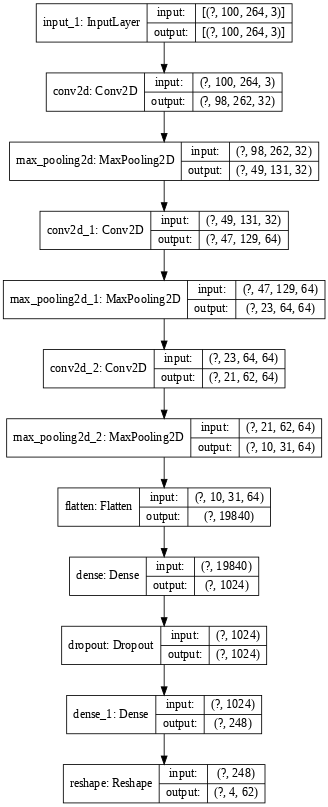 input_1: InputLayer
input: [(?, 100, 264, 3)]
output: [(?, 100, 264, 3)]
conv2d: Conv2D
input: (?, 100, 264, 3)
output: (?, 98, 262, 32)
max_pooling2d: MaxPooling2D
input: (?, 98, 262, 32)
output: (?, 49, 131, 32)
conv2d_1: Conv2D
input: (?, 49, 131, 32)
output: (?, 47, 129, 64)
max_pooling2d_1: MaxPooling2D
input: (?, 47, 129, 64)
output: (?, 23, 64, 64)
conv2d_2: Conv2D
input: (?, 23, 64, 64)
output: (?, 21, 62, 64)
max_pooling2d_2: MaxPooling2D
input: (?, 21, 62, 64)
output: (?, 10, 31, 64)
flatten: Flatten
input: (?, 10, 31, 64)
output: (?, 19840)
dense: Dense
input: (?, 19840)
output: (?, 1024)
dropout: Dropout
input: (?, 1024)
output: (?, 1024)
dense_1: Dense
input: (?, 1024)
output: (?, 248)
reshape: Reshape
input: (?, 248)
output: (?, 4, 62)